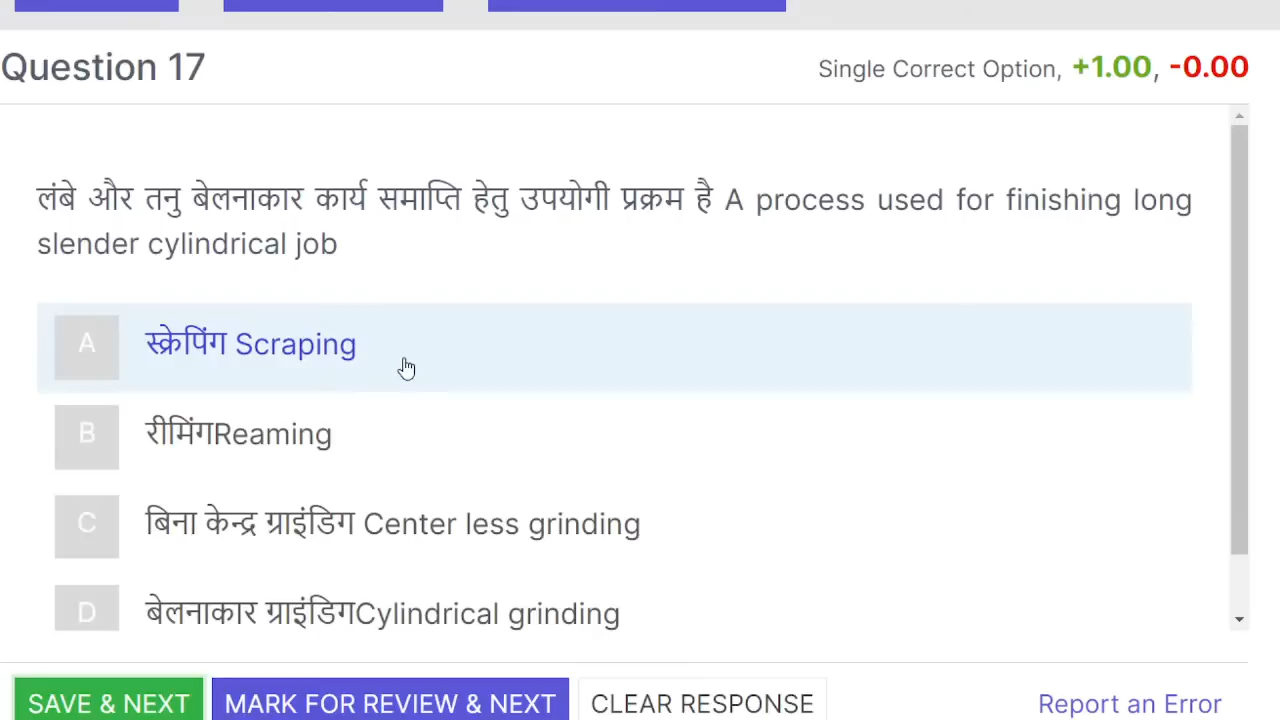 Question 17
Single Correct Option, +1.00, -0.00
लंबे और तनु बेलनाकार कार्य समाप्ति हेतु उपयोगी प्रक्रम है A process used for finishing long
slender cylindrical job
A स्क्रेपिंग Scraping
B रीमिंगReaming
C बिना केन्द्र ग्राइंडिग Center less grinding
D बेलनाकार ग्राइंडिगCylindrical grinding
SAVE & NEXT MARK FOR REVIEW & NEXT CLEAR RESPONSE Report an Error